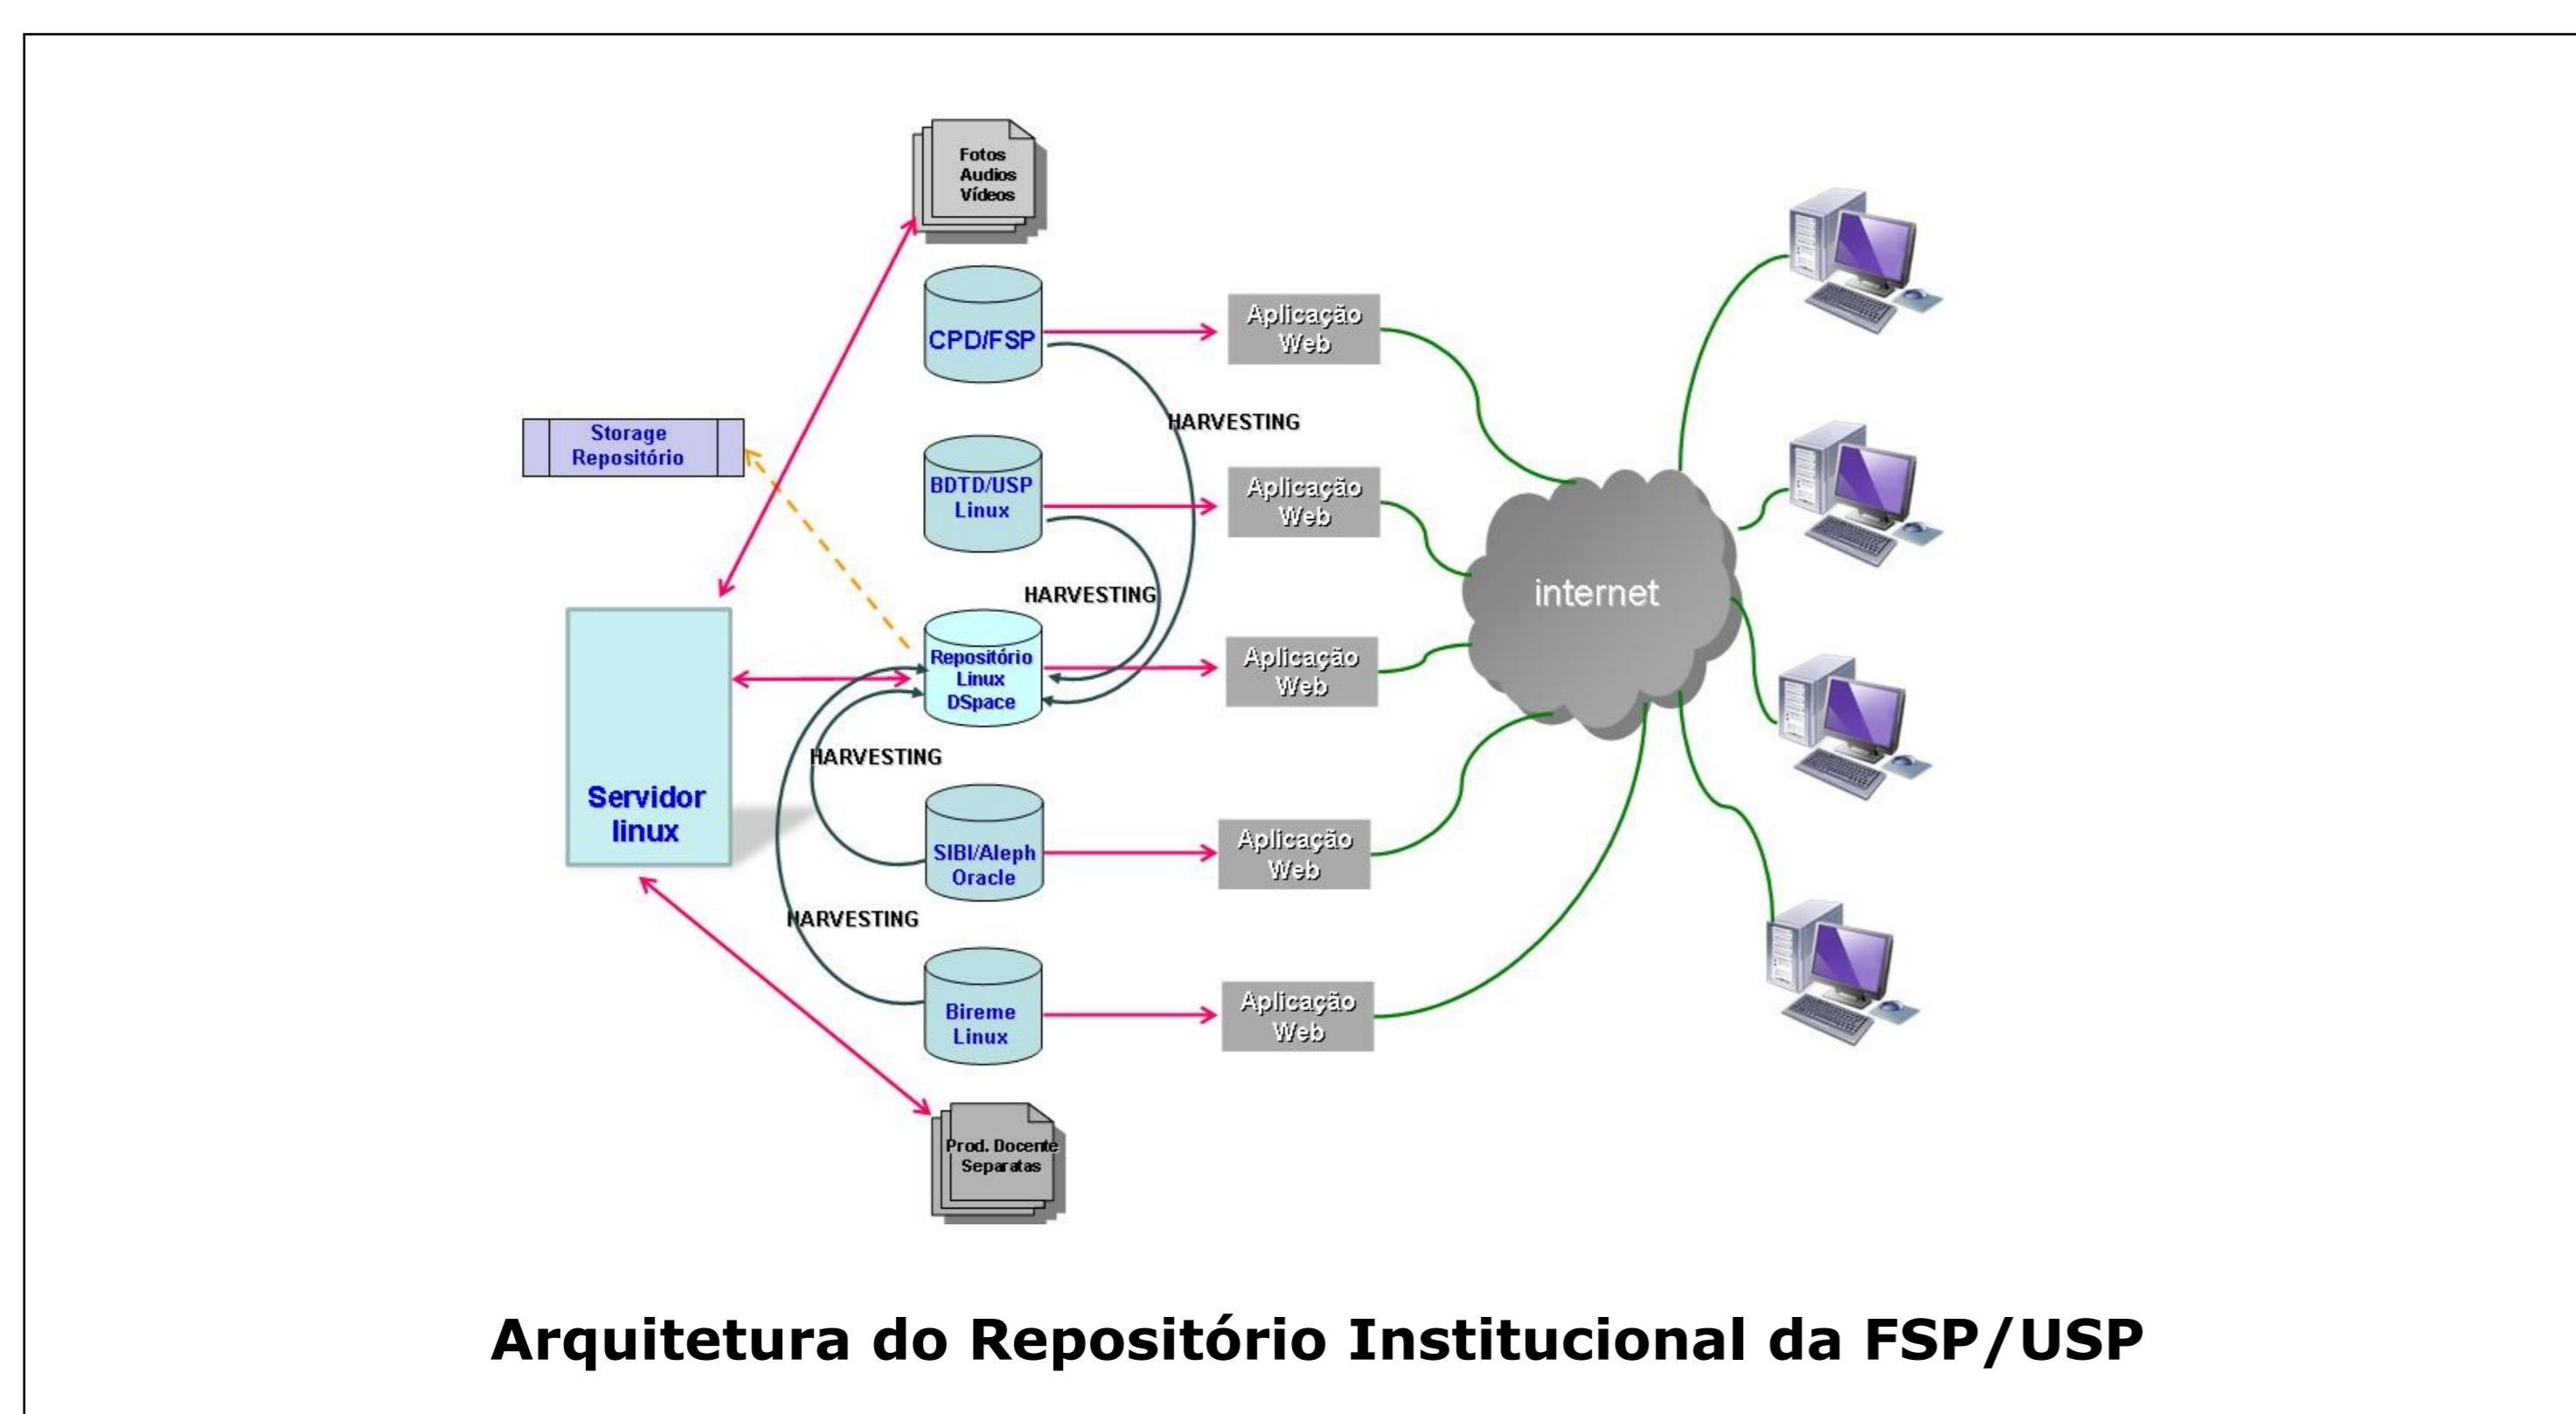 Fotos
Audios
Vídeos
CPD/FSP
Aplicação
Web
HARVESTING
Storage
Repositório
BDTD/USP
Linux
Aplicação
Web
HARVESTING
internet
Repositório
Linux
DSpace
Aplicação
Web
HARVESTING
Servidor
linux
SIBI/Aleph
Oracle
Aplicação
Web
HARVESTING
Bireme
Linux
Aplicação
Web
Prod. Docente
Separatas
Arquitetura do Repositório Institucional da FSP/USP